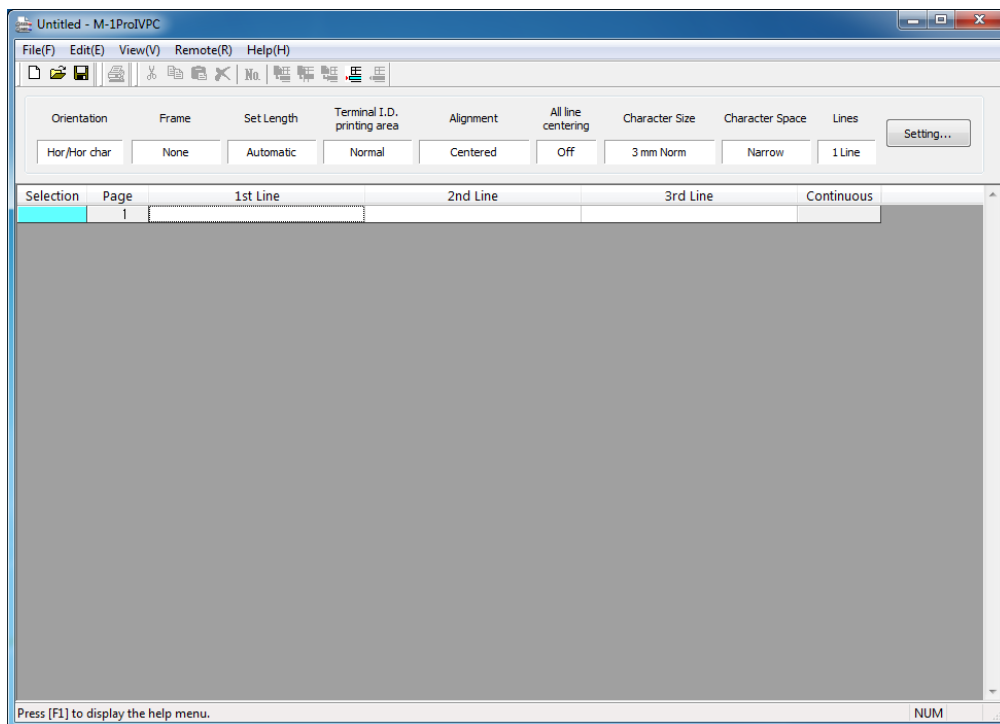 Untitled - M-1ProIVPC
File(F) Edit(E) View(V) Remote(R) Help(H)
No.
Orientation Frame Set Length Terminal I.D. printing area Alignment All line centering Character Size Character Space Lines
Hor/Hor char None Automatic Normal Centered Off 3 mm Norm Narrow 1 Line Setting...
Selection Page 1st Line 2nd Line 3rd Line Continuous
1
Press [F1] to display the help menu. NUM